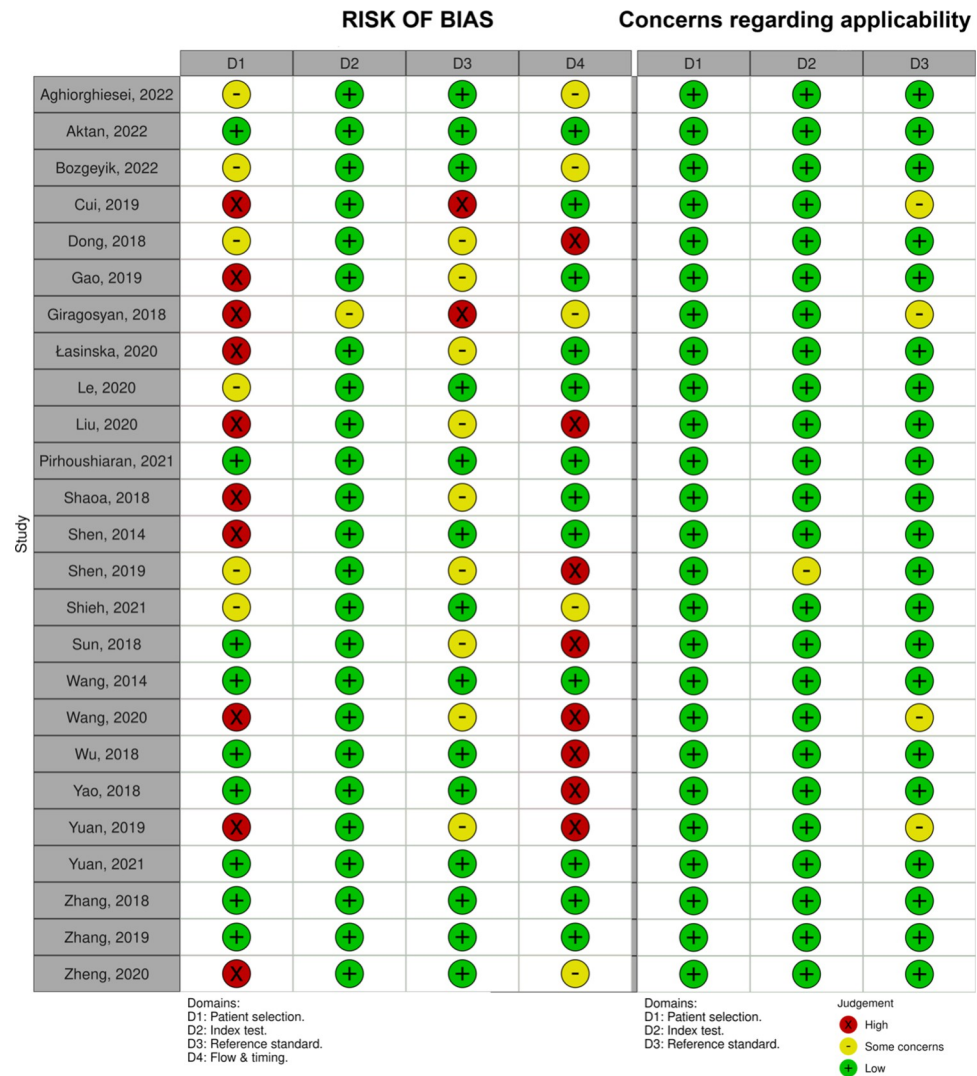 RISK OF BIAS Concerns regarding applicability
D1 D2 D3 D4 D1 D2 D3
Aghiorghiesei, 2022 - + + - + + +
Aktan, 2022 + + + + + + +
Bozgeyik, 2022 - + + - + + +
Cui, 2019 X + X + + + -
Dong, 2018 - + - X + + +
Gao, 2019 X + - + + + +
Giragosyan, 2018 X - X - + + -
Łasinska, 2020 X + - + + + +
Le, 2020 - + + + + + +
Liu, 2020 X + - X + + +
Pirhoushiaran, 2021 + + + + + + +
Shaoa, 2018 X + - + + + +
Shen, 2014 X + + + + + +
Shen, 2019 - + - X + - +
Shieh, 2021 - + + - + + +
Sun, 2018 + + - X + + +
Wang, 2014 + + + + + + +
Wang, 2020 X + - X + + -
Wu, 2018 + + + X + + +
Yao, 2018 + + + X + + +
Yuan, 2019 X + - X + + -
Yuan, 2021 + + + + + + +
Zhang, 2018 + + + + + + +
Zhang, 2019 + + + + + + +
Zheng, 2020 X + + - + + +
Study
Domains:
D1: Patient selection.
D2: Index test.
D3: Reference standard.
D4: Flow & timing.
Domains:
D1: Patient selection.
D2: Index test.
D3: Reference standard.
Judgement
X High
- Some concerns
+ Low